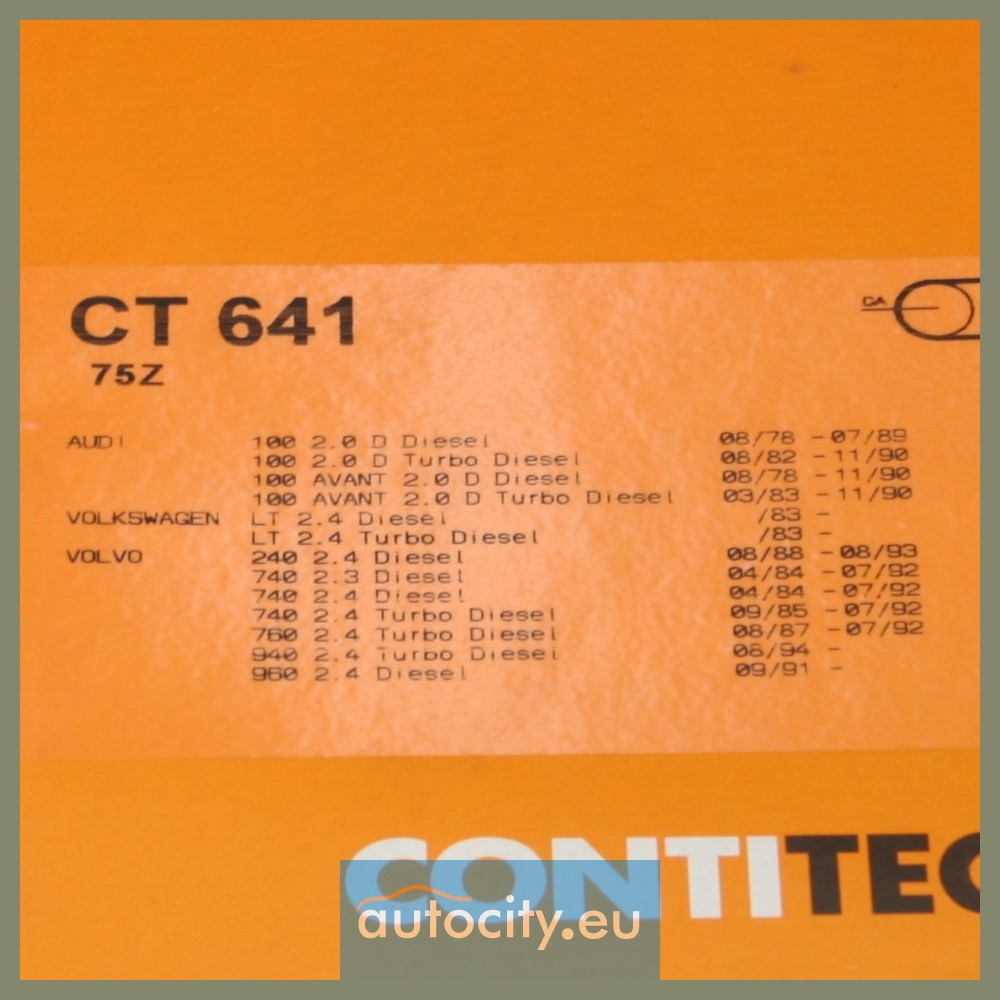 CT 641
CA
75Z
AUDI 100 2.0 D Diesel 08/78 - 07/89
100 2.0 D Turbo Diesel 08/82 - 11/90
100 AVANT 2.0 D Diesel 08/78 - 11/90
100 AVANT 2.0 D Turbo Diesel 03/83 - 11/90
VOLKSWAGEN LT 2.4 Diesel /83 -
LT 2.4 Turbo Diesel /83 -
VOLVO 240 2.4 Diesel 08/88 - 08/93
740 2.3 Diesel 04/84 - 07/92
740 2.4 Diesel 04/84 - 07/92
740 2.4 Turbo Diesel 09/85 - 07/92
760 2.4 Turbo Diesel 08/87 - 07/92
940 2.4 Turbo Diesel 08/94 -
960 2.4 Diesel 09/91 -
CONTITEC
autocity.eu